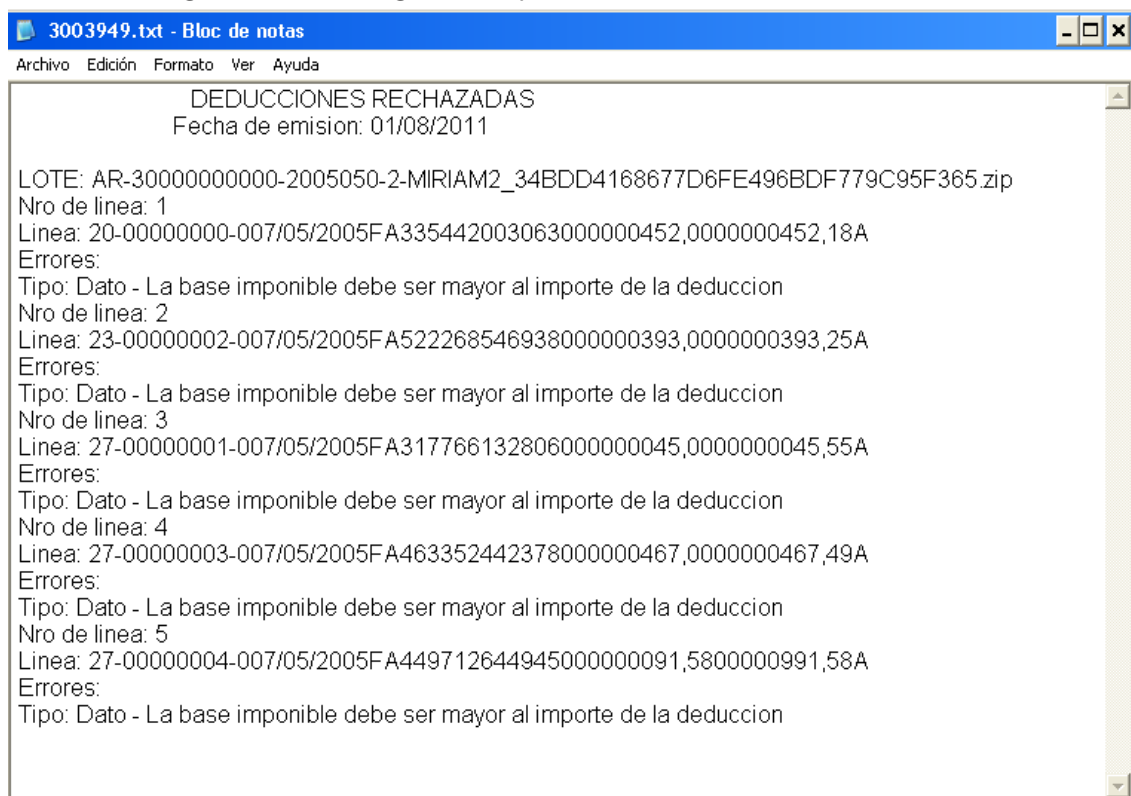 3003949.txt - Bloc de notas
Archivo Edición Formato Ver Ayuda
DEDUCCIONES RECHAZADAS
Fecha de emision: 01/08/2011
LOTE: AR-30000000000-2005050-2-MIRIAM2_34BDD4168677D6FE496BDF779C95F365.zip
Nro de linea: 1
Linea: 20-00000000-007/05/2005FA335442003063000000452,0000000452,18A
Errores:
Tipo: Dato - La base imponible debe ser mayor al importe de la deduccion
Nro de linea: 2
Linea: 23-00000002-007/05/2005FA522268546938000000393,0000000393,25A
Errores:
Tipo: Dato - La base imponible debe ser mayor al importe de la deduccion
Nro de linea: 3
Linea: 27-00000001-007/05/2005FA317766132806000000045,0000000045,55A
Errores:
Tipo: Dato - La base imponible debe ser mayor al importe de la deduccion
Nro de linea: 4
Linea: 27-00000003-007/05/2005FA463352442378000000467,0000000467,49A
Errores:
Tipo: Dato - La base imponible debe ser mayor al importe de la deduccion
Nro de linea: 5
Linea: 27-00000004-007/05/2005FA449712644945000000091,5800000991,58A
Errores:
Tipo: Dato - La base imponible debe ser mayor al importe de la deduccion